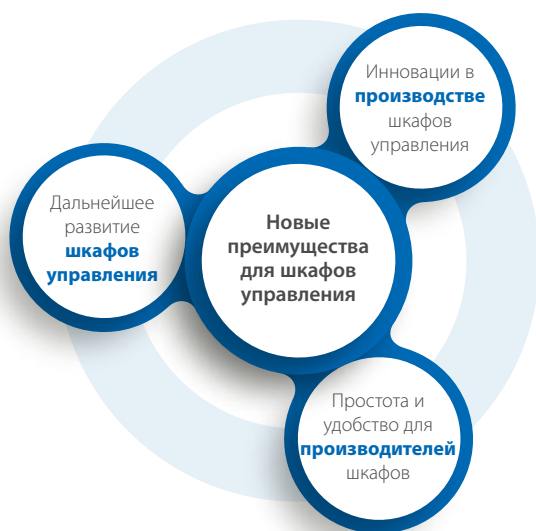 Инновации в
производстве
шкафов
управления
Дальнейшее
развитие
шкафов
управления
Новые
преимущества
для шкафов
управления
Простота и
удобство для
производителей
шкафов